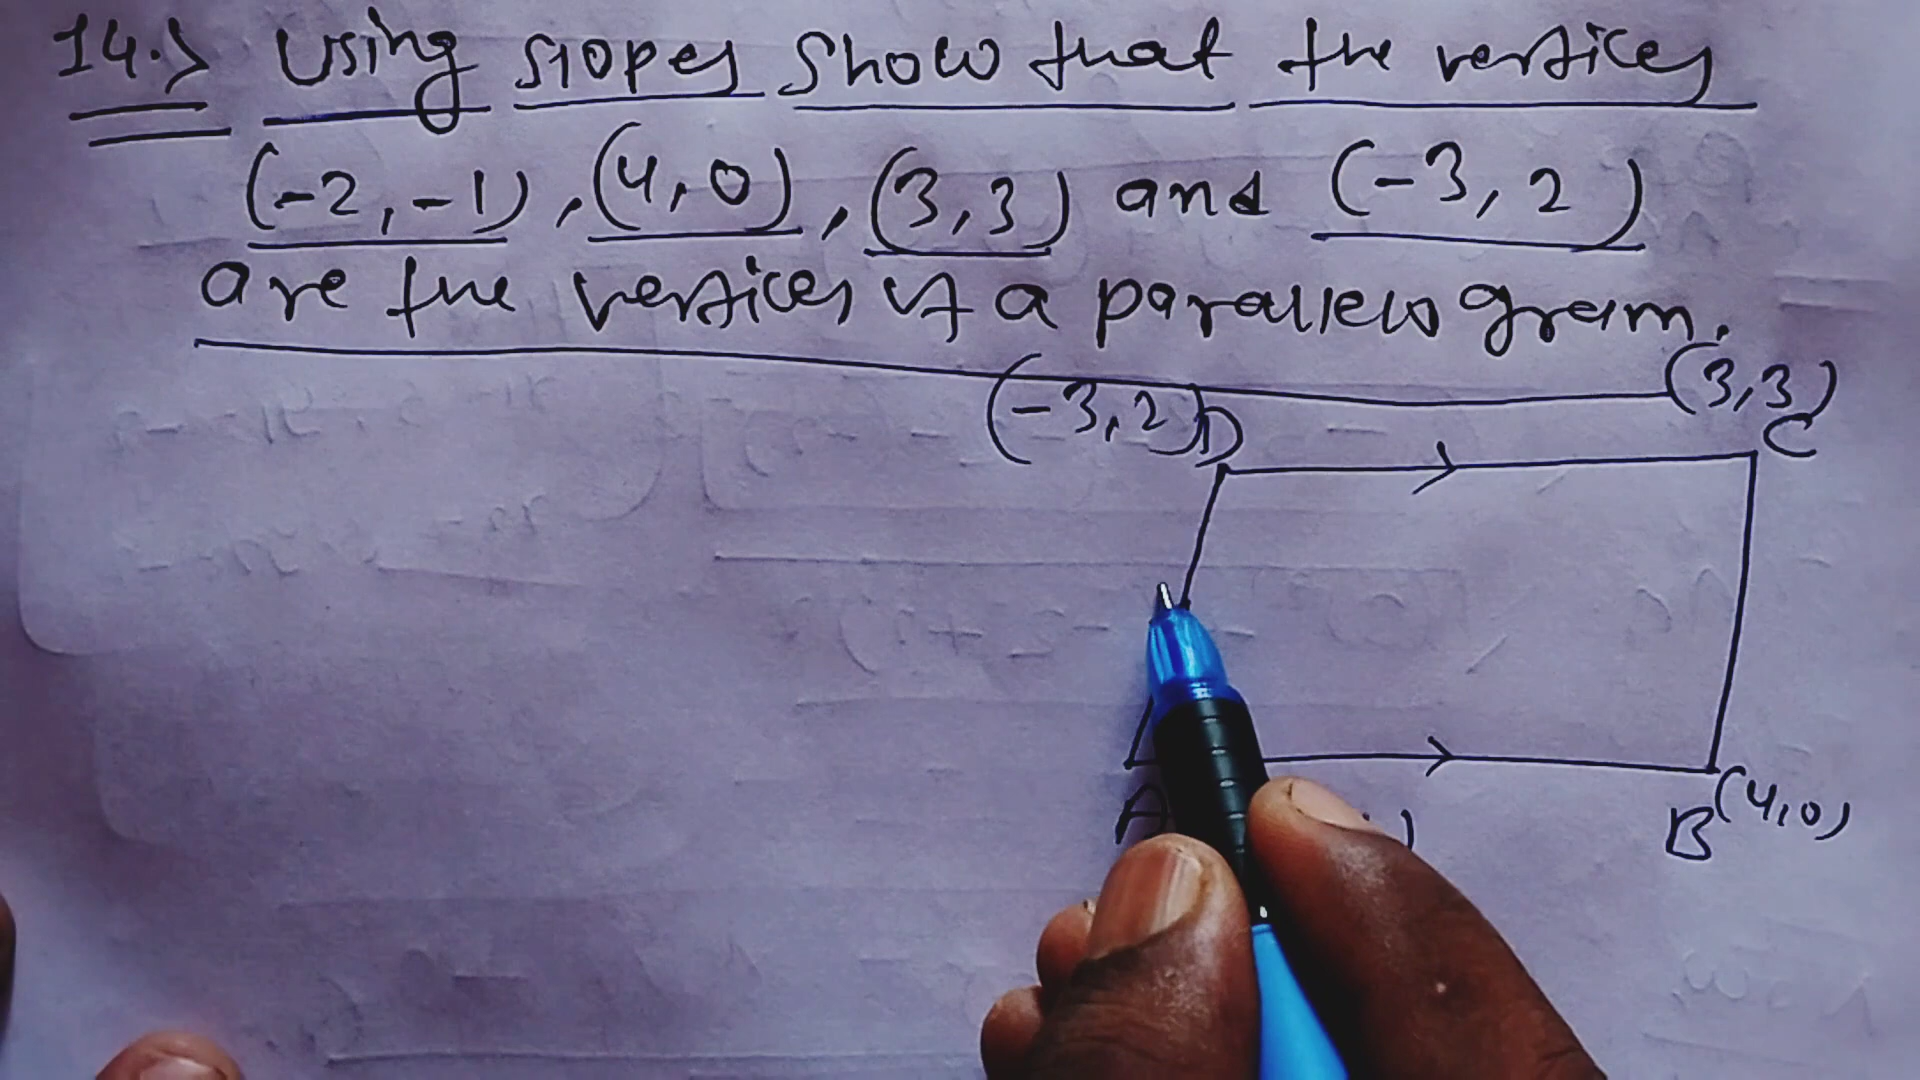 14.> Using slopes show that the vertices
(-2,-1), (4,0), (3,3) and (-3,2)
are the vertices of a parallelogram.
(-3,2) D
(3,3)
C
A
B (4,0)